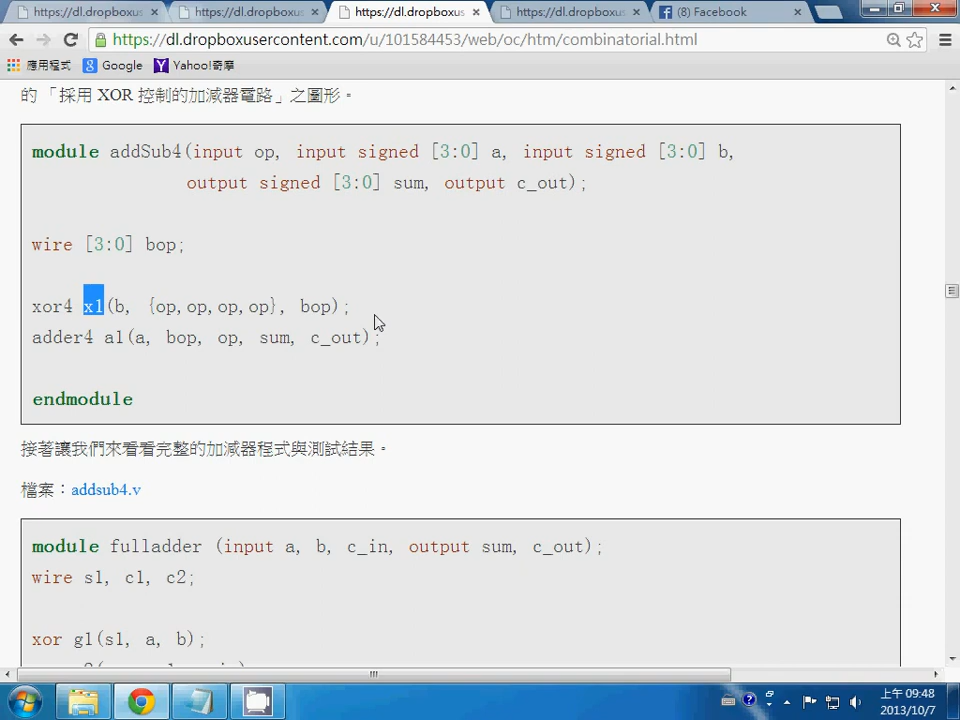 https://dl.dropboxu
https://dl.dropboxus
https://dl.dropboxus
https://dl.dropboxus
(8) Facebook
https://dl.dropboxusercontent.com/u/101584453/web/oc/htm/combinatorial.html
應用程式
Google
Yahoo!奇摩
的 「採用 XOR 控制的加減器電路」之圖形。
module addSub4(input op, input signed [3:0] a, input signed [3:0] b,
output signed [3:0] sum, output c_out);
wire [3:0] bop;
xor4 x1(b, {op,op,op,op}, bop);
adder4 a1(a, bop, op, sum, c_out);
endmodule
接著讓我們來看看完整的加減器程式與測試結果。
檔案：addsub4.v
module fulladder (input a, b, c_in, output sum, c_out);
wire s1, c1, c2;
xor g1(s1, a, b);
上午 09:48
2013/10/7